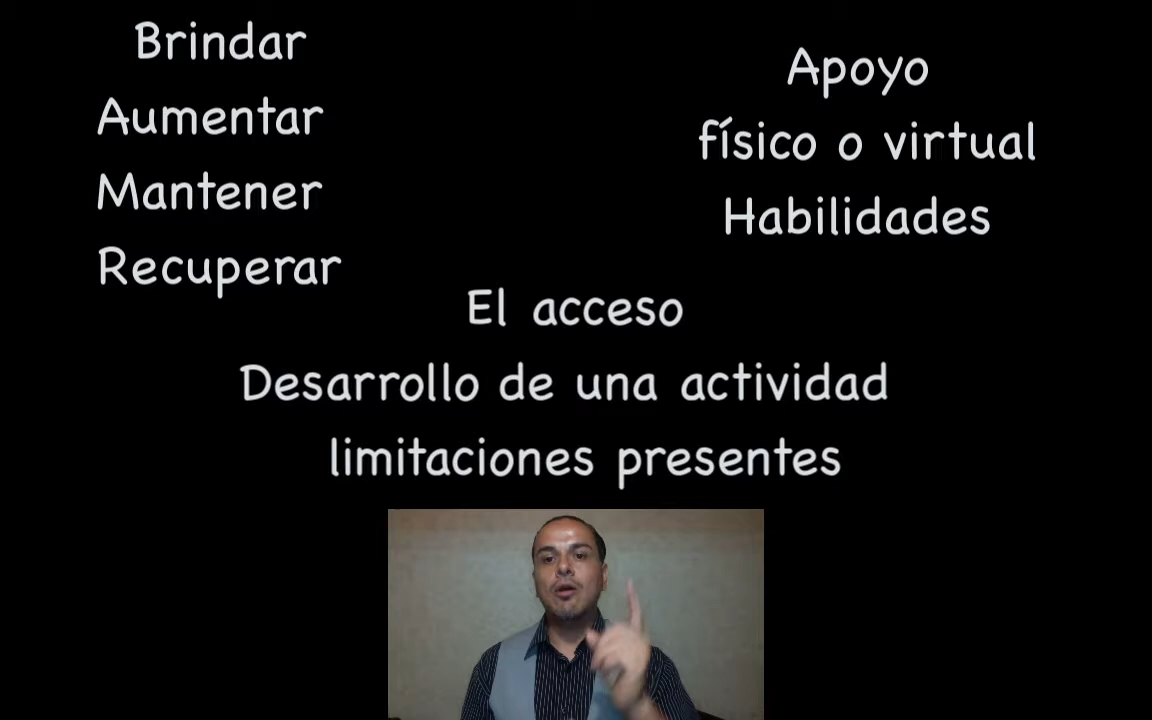 Brindar
Aumentar
Mantener
Recuperar
Apoyo
físico o virtual
Habilidades
El acceso
Desarrollo de una actividad
limitaciones presentes